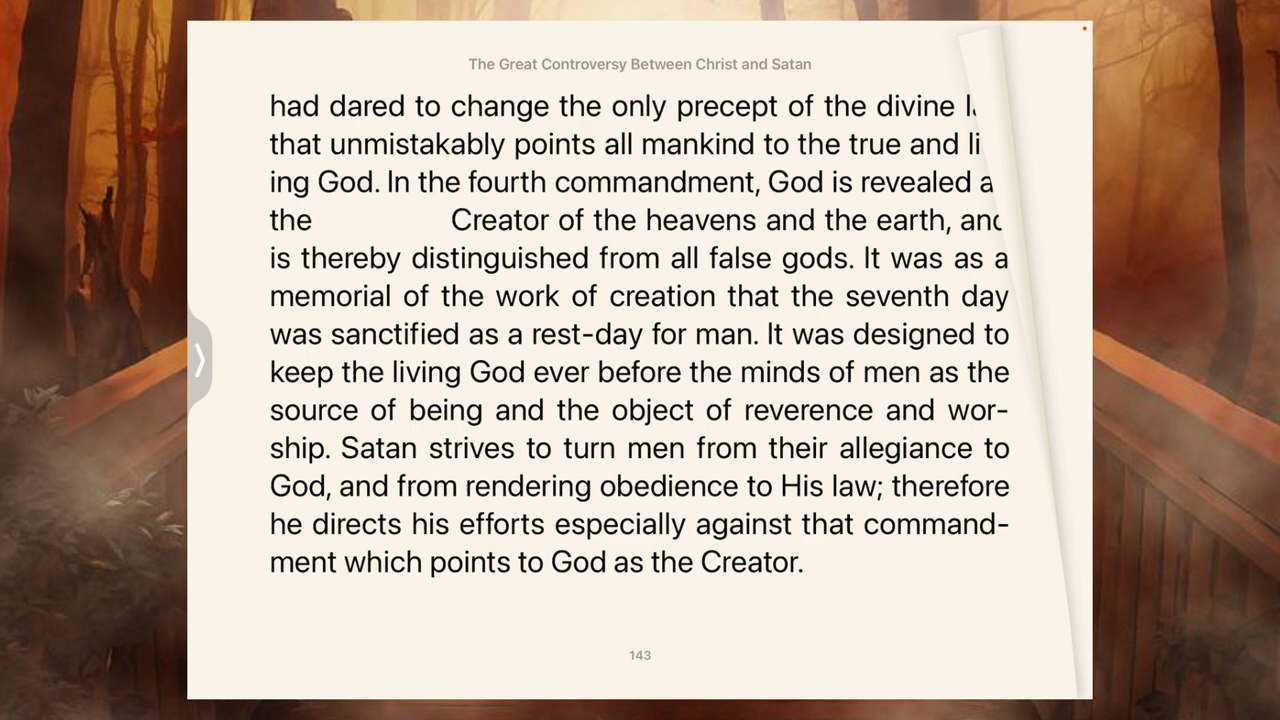 The Great Controversy Between Christ and Satan
had dared to change the only precept of the divine
that unmistakably points all mankind to the true and li
ing God. In the fourth commandment, God is revealed a
the Creator of the heavens and the earth, and
is thereby distinguished from all false gods. It was as a
memorial of the work of creation that the seventh day
was sanctified as a rest-day for man. It was designed to
keep the living God ever before the minds of men as the
source of being and the object of reverence and wor-
ship. Satan strives to turn men from their allegiance to
God, and from rendering obedience to His law; therefore
he directs his efforts especially against that command-
ment which points to God as the Creator.
143